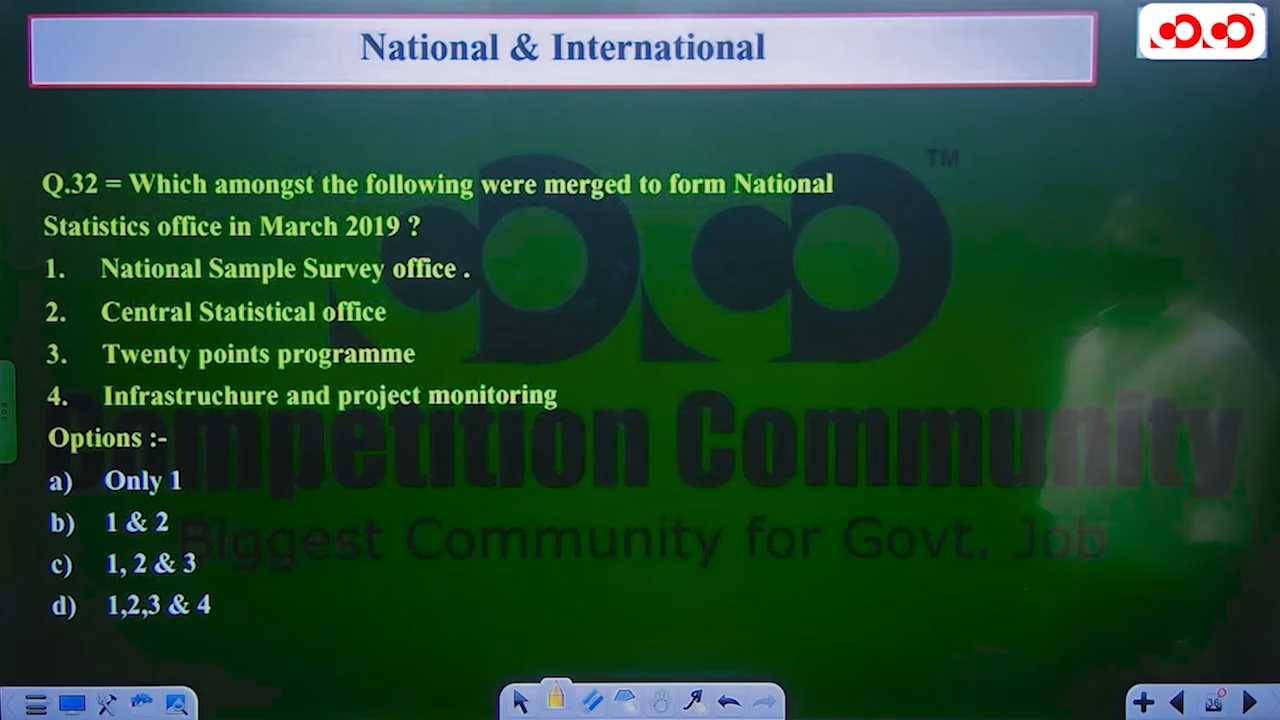 National & International
TM
Q.32 = Which amongst the following were merged to form National
Statistics office in March 2019 ?
1. National Sample Survey office .
2. Central Statistical office
3. Twenty points programme
4. Infrastruchure and project monitoring
Options :-
a) Only 1
b) 1 & 2
c) 1, 2 & 3
d) 1,2,3 & 4
Competition Community
Biggest Community for Govt. Job
16